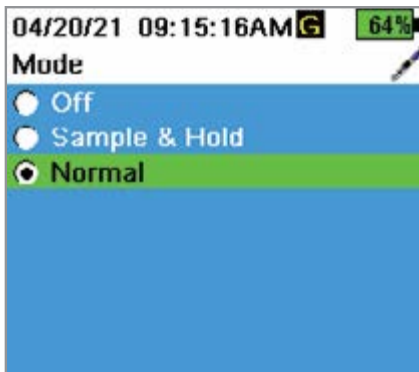 04/20/21 09:15:16AM G 64%
Mode
Off
Sample & Hold
Normal